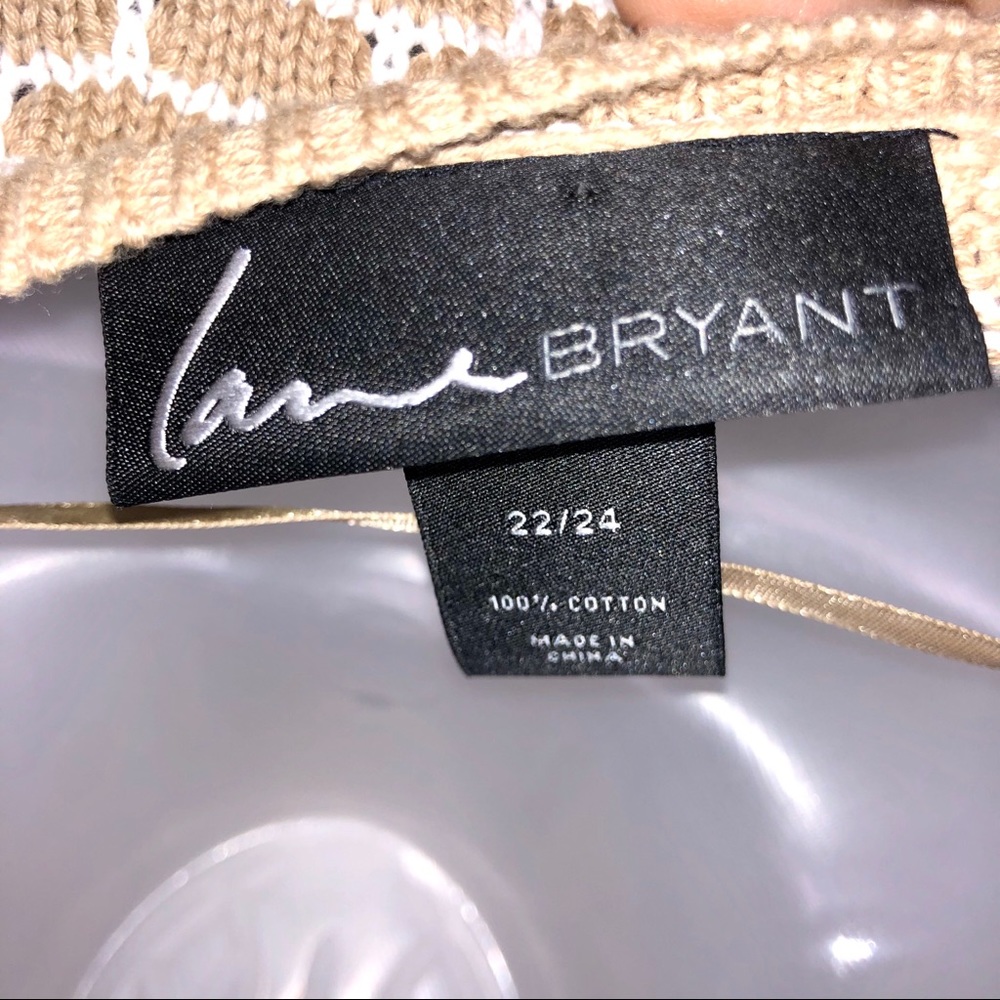 lane BRYANT
22/24
100% COTTON
MADE IN
CHINA